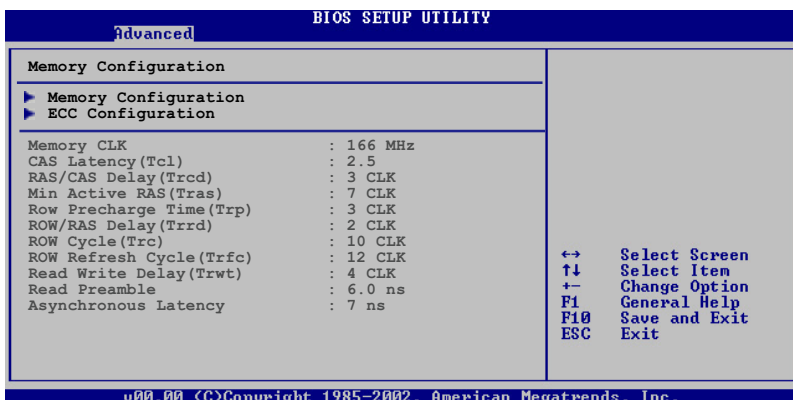 BIOS SETUP UTILITY
Advanced
Memory Configuration
Memory Configuration
ECC Configuration
Memory CLK : 166 MHz
CAS Latency(Tcl) : 2.5
RAS/CAS Delay(Trcd) : 3 CLK
Min Active RAS(Tras) : 7 CLK
Row Precharge Time(Trp) : 3 CLK
ROW/RAS Delay(Trrd) : 2 CLK
ROW Cycle(Trc) : 10 CLK
ROW Refresh Cycle(Trfc) : 12 CLK
Read Write Delay(Trwt) : 4 CLK
Read Preamble : 6.0 ns
Asynchronous Latency : 7 ns
↔ Select Screen
↑↓ Select Item
+- Change Option
F1 General Help
F10 Save and Exit
ESC Exit
v00.00 (C)Copyright 1985-2002, American Megatrends, Inc.